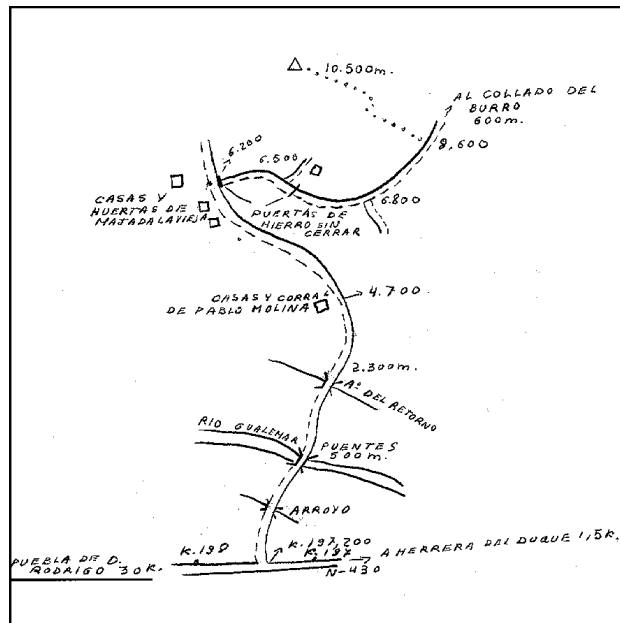 10.500m.
AL COLLADO DEL
BURRO
600m.
6.200
6.500
8,600
CASAS Y
HUERTAS DE
MAJADALAVIEJA
PUERTAS DE
HIERRO SIN
CERRAR
6.800
CASAS Y CORRAL
DE PABLO MOLINA
4.700
2.300m.
Aº DEL RETORNO
RIO GUALEMAR
PUENTES
500m.
ARROYO
PUEBLA DE D.
RODRIGO 30K.
K.198
K.197,200
K.197
N-430
A HERRERA DEL DUQUE 1,5K.